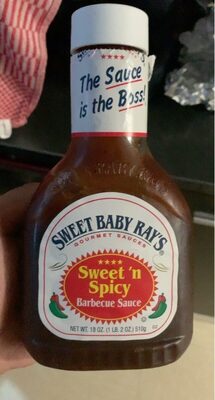 The Sauce
is the Boss!
SWEET BABY RAY'S
GOURMET SAUCES
Sweet 'n
Spicy
Barbecue Sauce
NET WT. 18 OZ. (1 LB. 2 OZ.) 510g